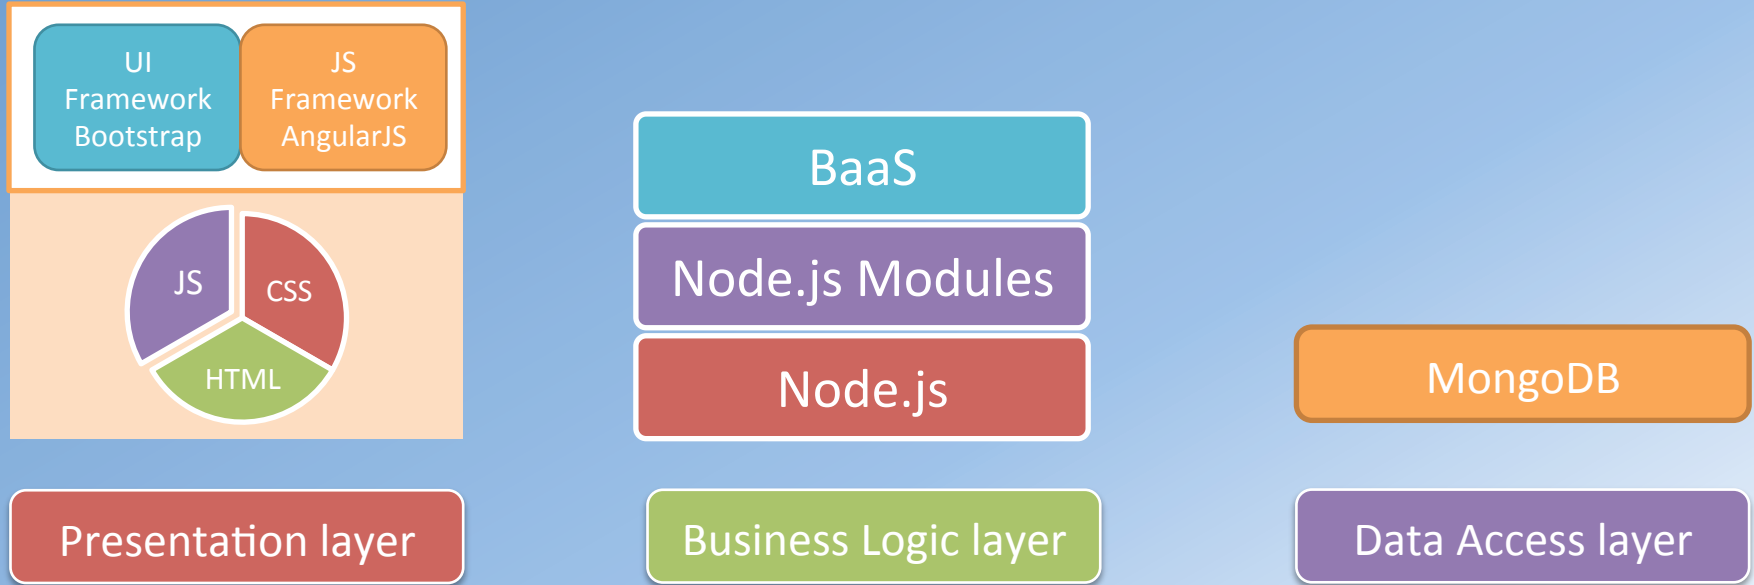 UI
Framework
Bootstrap
JS
Framework
AngularJS
JS
CSS
HTML
Presentation layer
BaaS
Node.js Modules
Node.js
Business Logic layer
MongoDB
Data Access layer